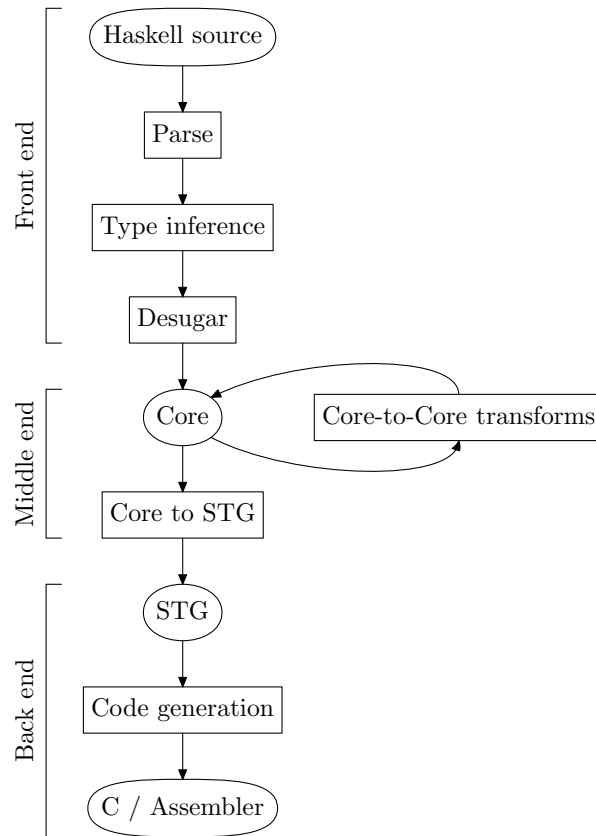 Haskell source
Front end
Parse
Type inference
Desugar
Middle end
Core
Core-to-Core transforms
Core to STG
Back end
STG
Code generation
C / Assembler